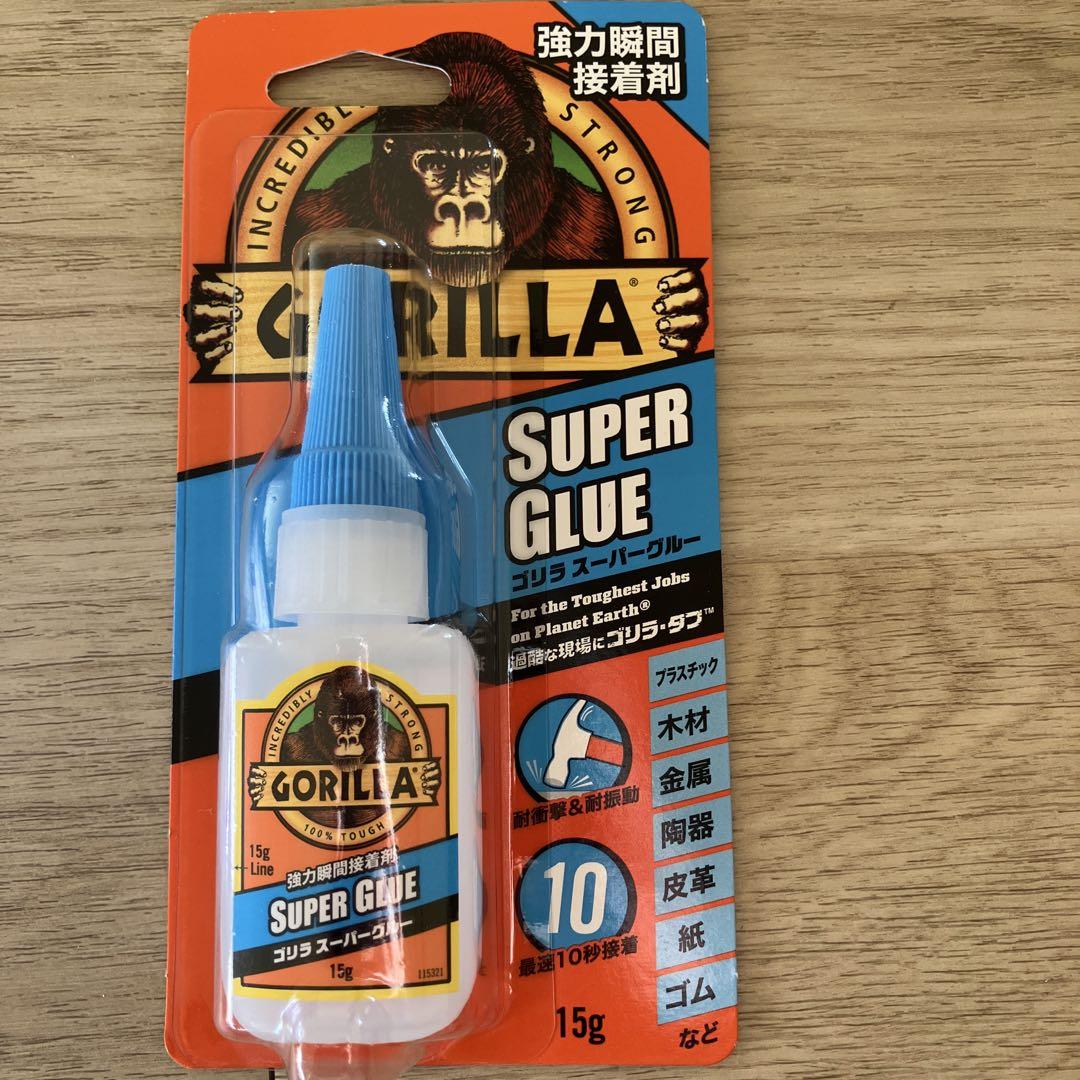 強力瞬間
接着剤
INCREDIBLY STRONG
GORILLA®
SUPER
GLUE
ゴリラ スーパーグルー
For the Toughest Jobs
on Planet Earth®
過酷な現場にゴリラ・タフ™
プラスチック
木材
金属
陶器
皮革
紙
ゴム
など
耐衝撃&耐振動
10
最速10秒接着
15g
INCREDIBLY STRONG
GORILLA®
100% TOUGH
15g
Line
強力瞬間接着剤
SUPER GLUE
ゴリラ スーパーグルー
15g
115321